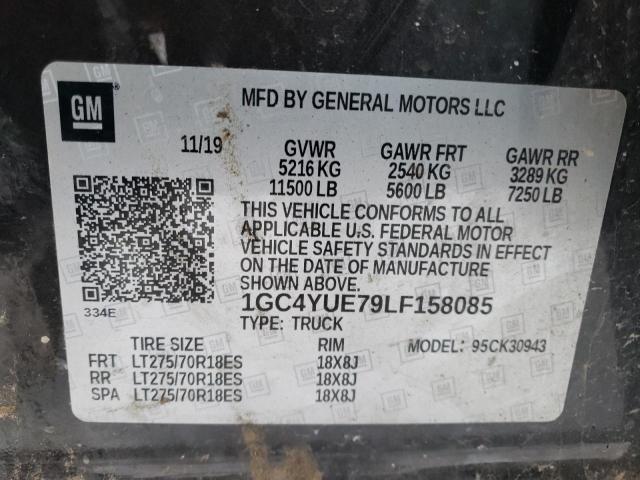 GM
MFD BY GENERAL MOTORS LLC
11/19 GVWR GAWR FRT GAWR RR
5216 KG 2540 KG 3289 KG
11500 LB 5600 LB 7250 LB
THIS VEHICLE CONFORMS TO ALL
APPLICABLE U.S. FEDERAL MOTOR
VEHICLE SAFETY STANDARDS IN EFFECT
ON THE DATE OF MANUFACTURE
SHOWN ABOVE.
334E 1GC4YUE79LF158085
TYPE: TRUCK
TIRE SIZE RIM MODEL: 95CK30943
FRT LT275/70R18ES 18X8J
RR LT275/70R18ES 18X8J
SPA LT275/70R18ES 18X8J